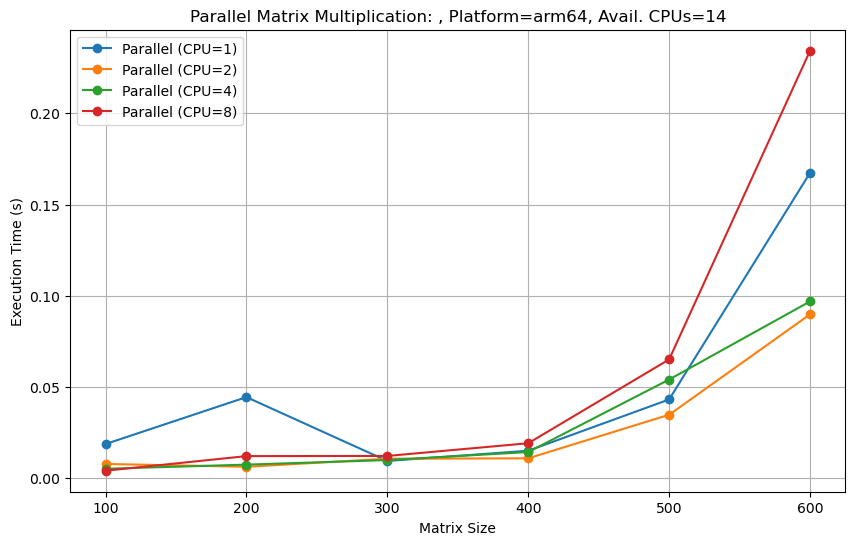 Parallel Matrix Multiplication: , Platform=arm64, Avail. CPUs=14
Parallel (CPU=1)
Parallel (CPU=2)
Parallel (CPU=4)
Parallel (CPU=8)
Execution Time (s)
0.20
0.15
0.10
0.05
0.00
100 200 300 400 500 600
Matrix Size